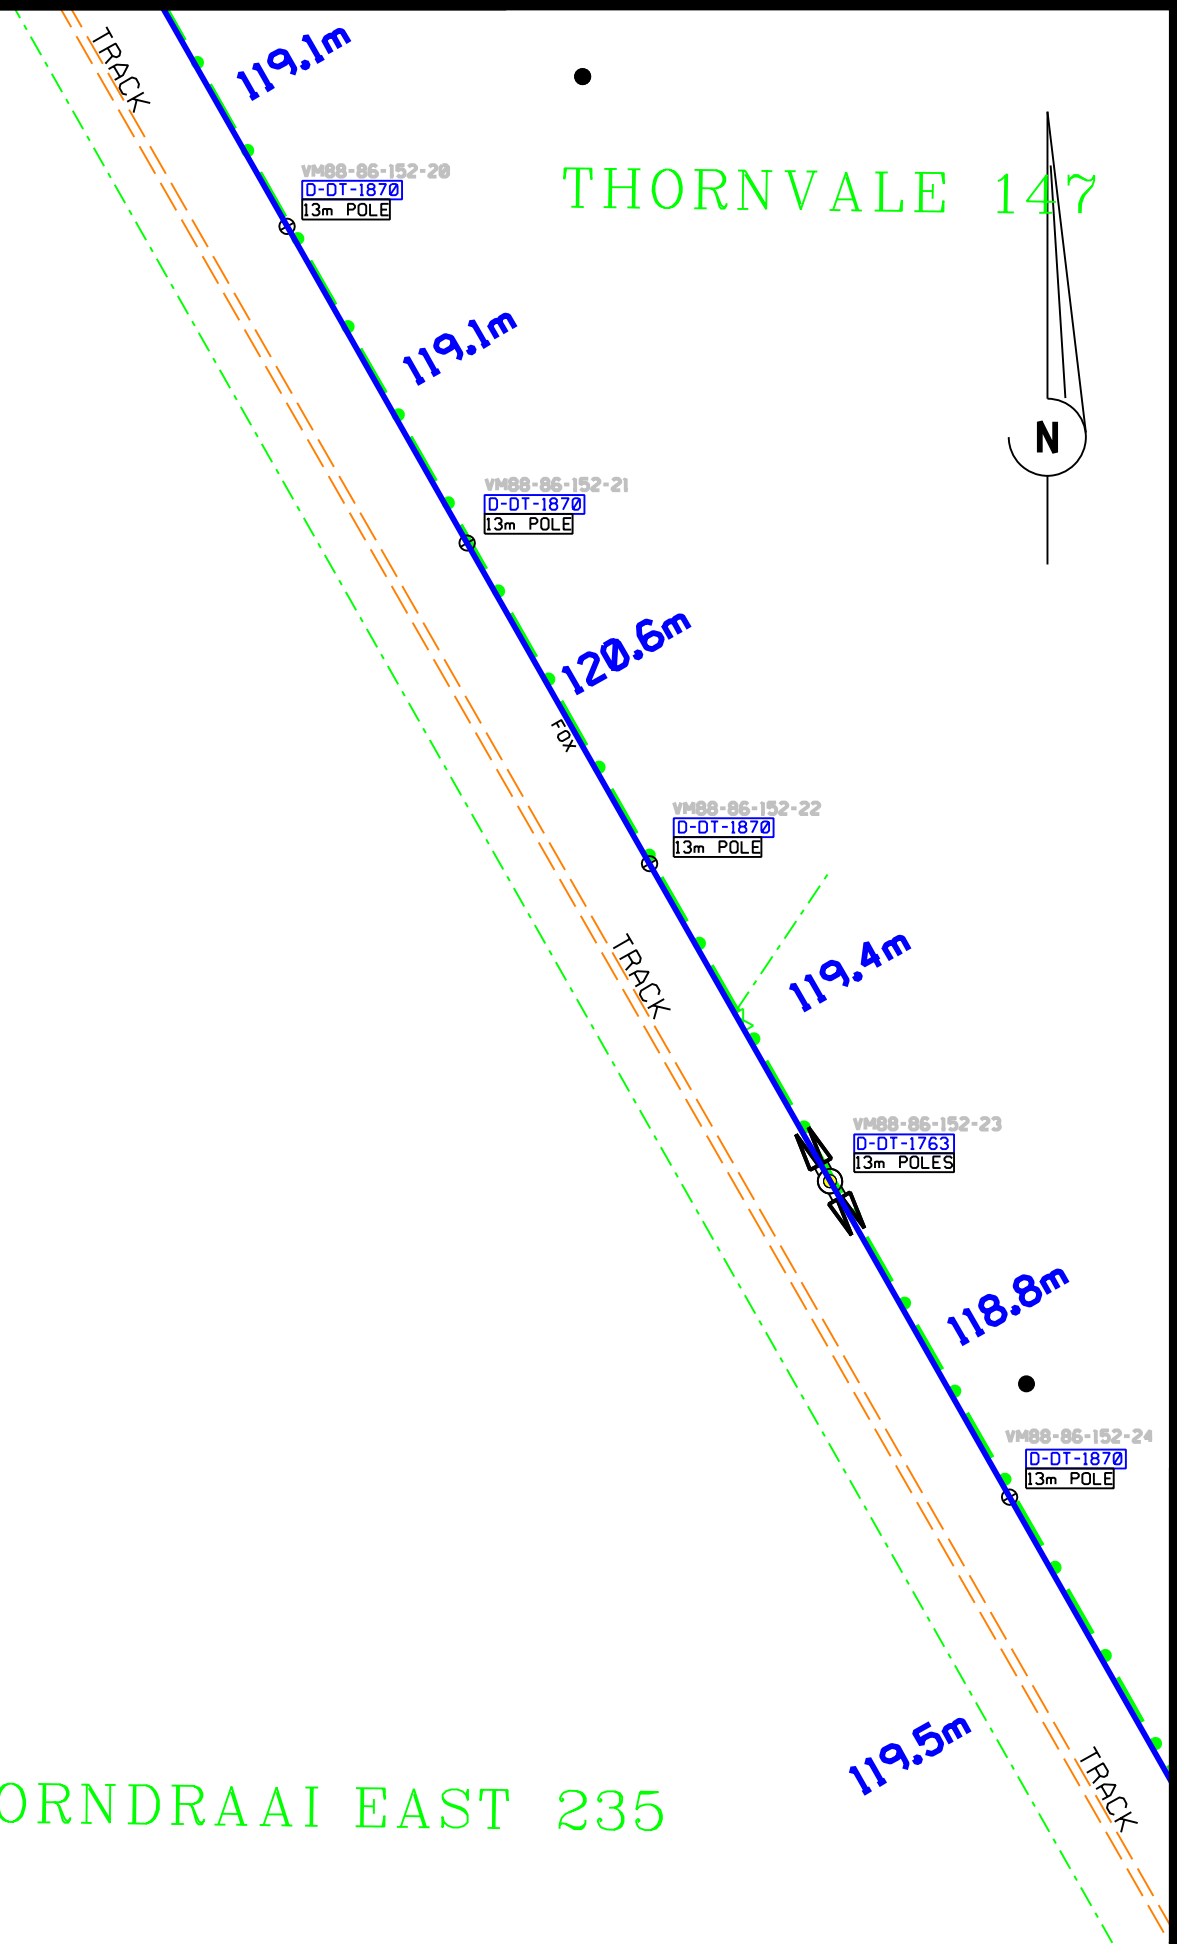 TRACK
119.1m
VM88-86-152-20
D-DT-1870
13m POLE
THORNVALE 147
119.1m
N
VM88-86-152-21
D-DT-1870
13m POLE
120.6m
FOX
VM88-86-152-22
D-DT-1870
13m POLE
TRACK
119.4m
VM88-86-152-23
D-DT-1763
13m POLES
118.8m
VM88-86-152-24
D-DT-1870
13m POLE
119.5m
TRACK
ORNDRAAI EAST 235